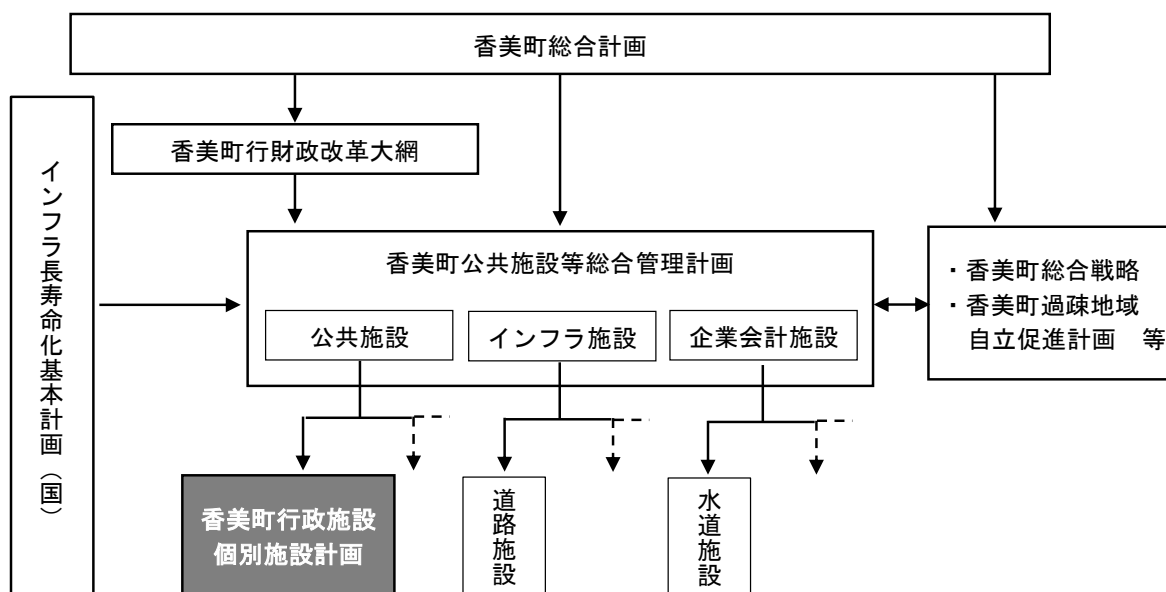 香美町総合計画
香美町行財政改革大綱
インフラ長寿命化基本計画（国）
香美町公共施設等総合管理計画
公共施設
インフラ施設
企業会計施設
・香美町総合戦略
・香美町過疎地域
自立促進計画　等
香美町行政施設
個別施設計画
道路施設
水道施設